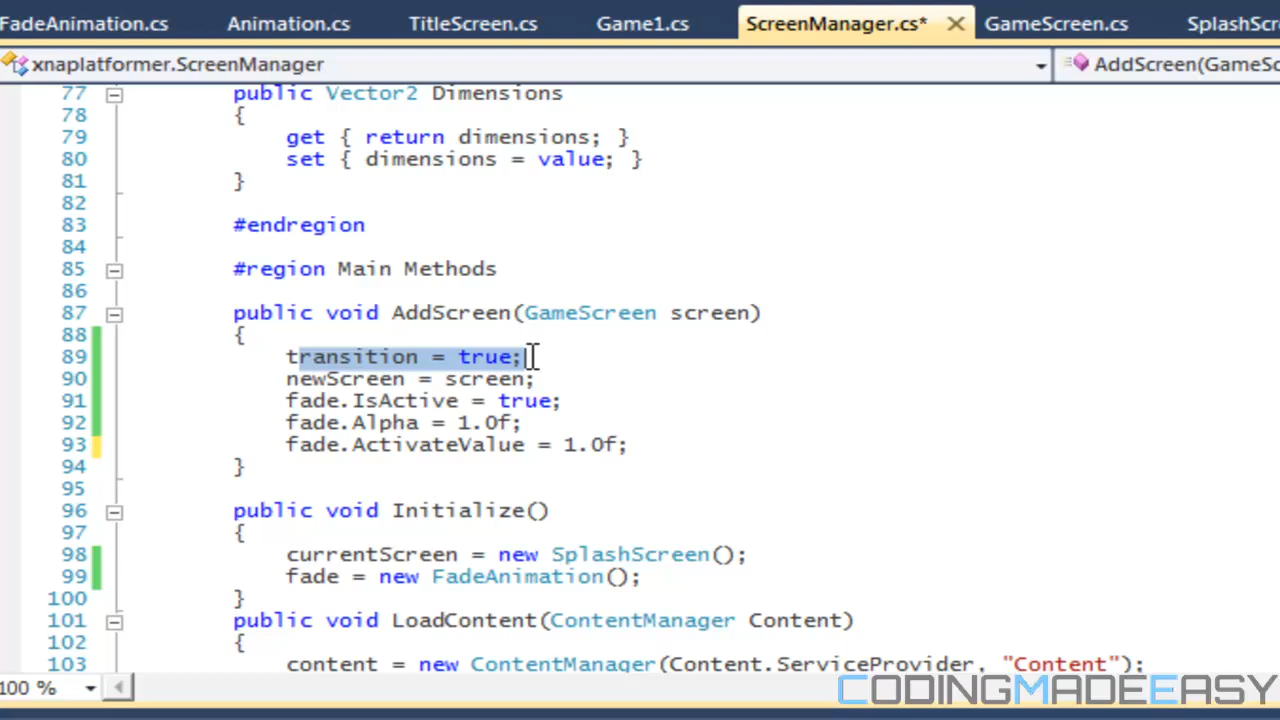 FadeAnimation.cs Animation.cs TitleScreen.cs Game1.cs ScreenManager.cs* GameScreen.cs SplashScr
xnaplatformer.ScreenManager AddScreen(GameSc
77 public Vector2 Dimensions
78 {
79 get { return dimensions; }
80 set { dimensions = value; }
81 }
82
83 #endregion
84
85 #region Main Methods
86
87 public void AddScreen(GameScreen screen)
88 {
89 transition = true;
90 newScreen = screen;
91 fade.IsActive = true;
92 fade.Alpha = 1.0f;
93 fade.ActivateValue = 1.0f;
94 }
95
96 public void Initialize()
97 {
98 currentScreen = new SplashScreen();
99 fade = new FadeAnimation();
100 }
101 public void LoadContent(ContentManager Content)
102 {
103 content = new ContentManager(Content.ServiceProvider, "Content");
100 %
CODINGMADEEASY